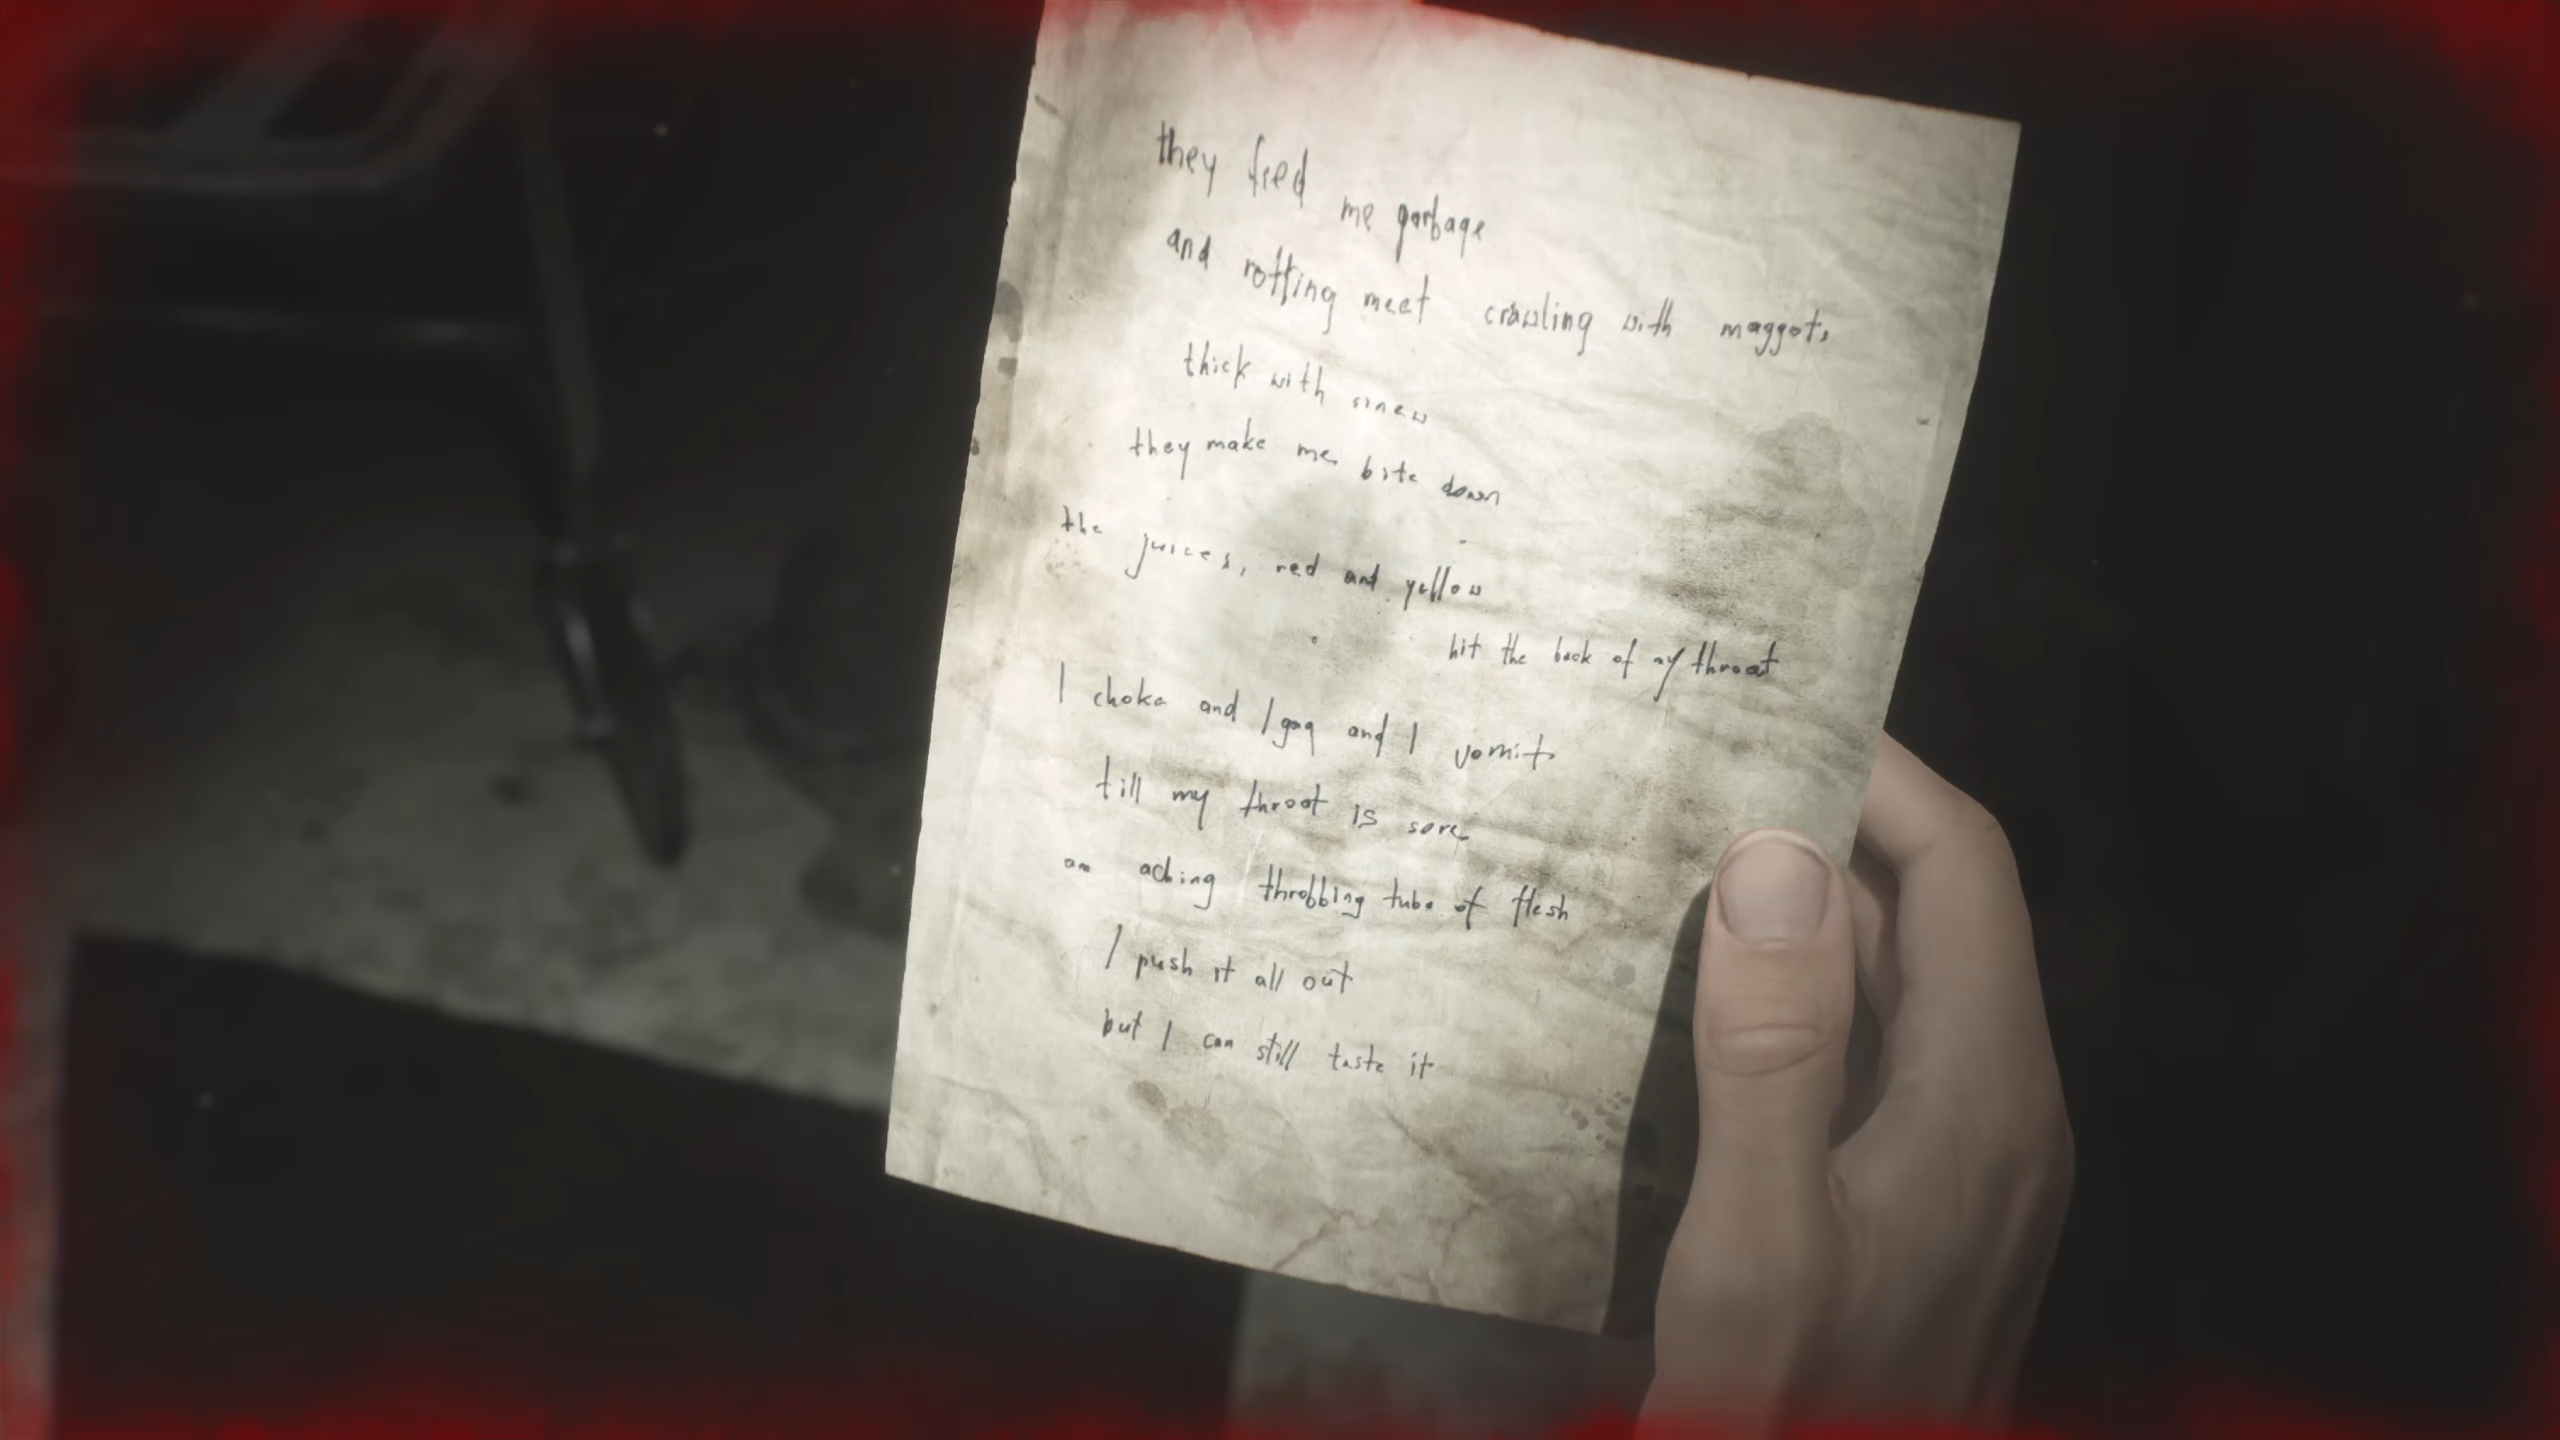 they feed me garbage
and rotting meat crawling with maggots
thick with sinew
they make me bite down
the juices, red and yellow
hit the back of my throat
I choke and I gag and I vomit
till my throat is sore
an aching throbbing tube of flesh
I push it all out
but I can still taste it